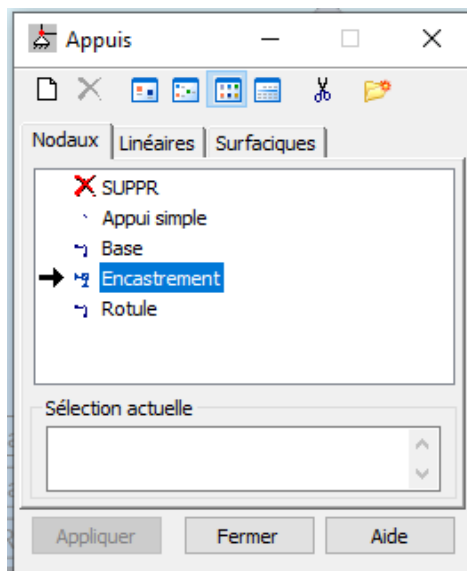 Appuis
Nodaux Linéaires Surfaciques
SUPPR
Appui simple
Base
Encastrement
Rotule
Sélection actuelle
Appliquer Fermer Aide